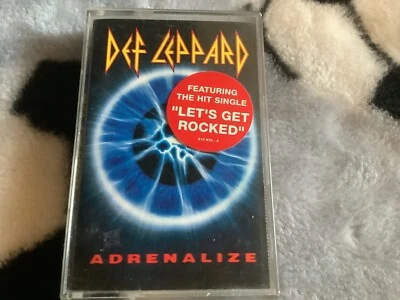 DEF LEPPARD
FEATURING
THE HIT SINGLE
"LET'S GET
ROCKED"
ADRENALIZE